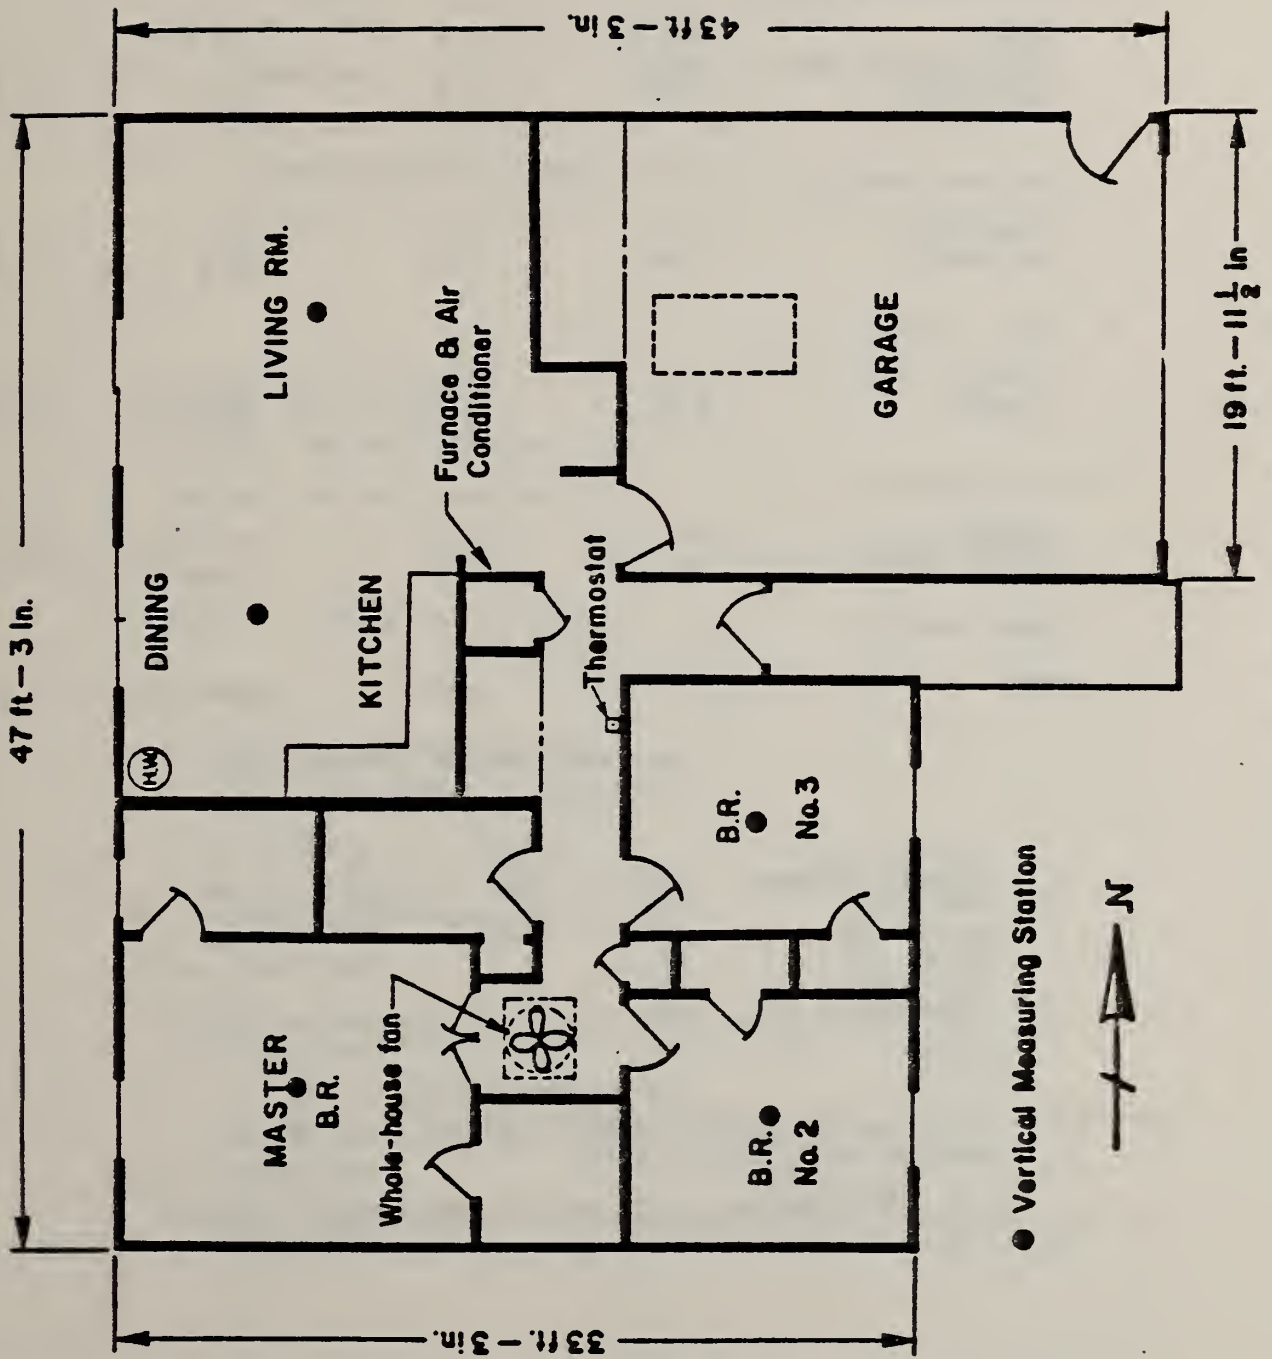 47 ft – 3 In.
43 ft – 3 in.
33 ft. – 3 in.
19 ft. – 11 1/2 in
LIVING RM.
DINING
KITCHEN
H.W.
Furnace & Air
Conditioner
Thermostat
GARAGE
MASTER
B.R.
Whole-house fan
B.R.
No. 3
B.R.
No. 2
Vertical Measuring Station
N